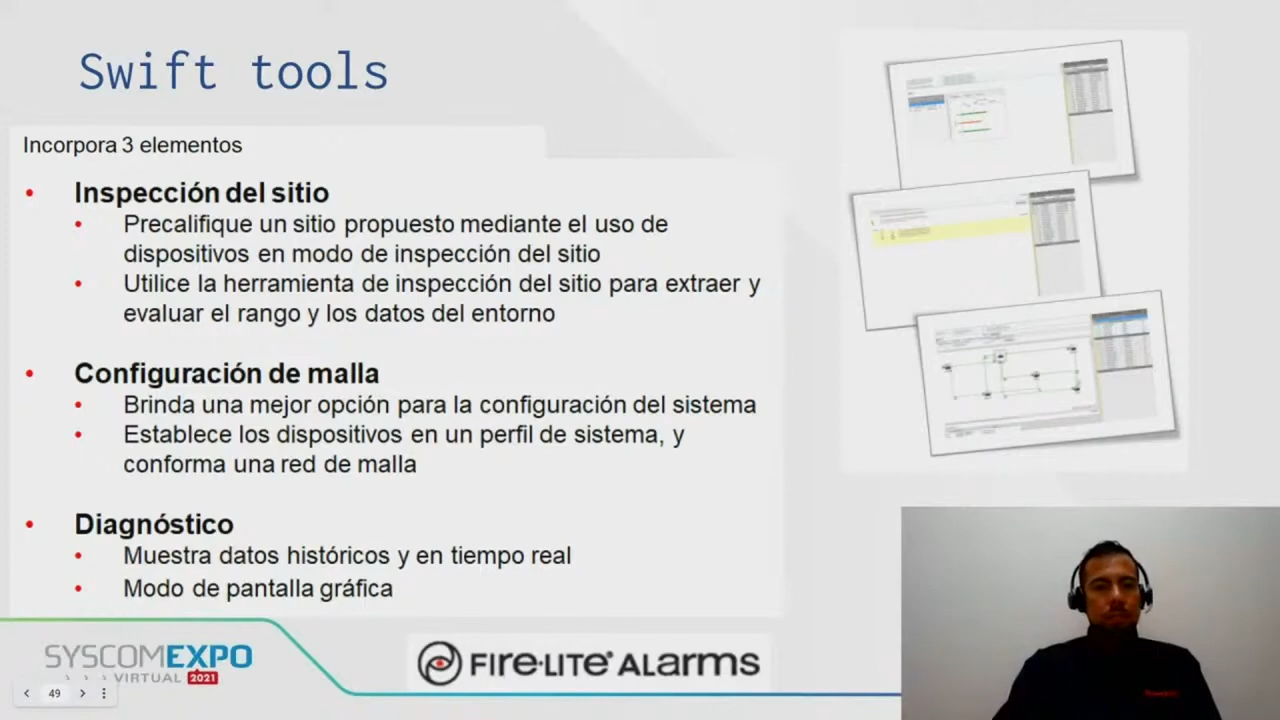 Swift tools
Incorpora 3 elementos
Inspección del sitio
Precalifique un sitio propuesto mediante el uso de
dispositivos en modo de inspección del sitio
Utilice la herramienta de inspección del sitio para extraer y
evaluar el rango y los datos del entorno
Configuración de malla
Brinda una mejor opción para la configuración del sistema
Establece los dispositivos en un perfil de sistema, y
conforma una red de malla
Diagnóstico
Muestra datos históricos y en tiempo real
Modo de pantalla gráfica
SYSCOMEXPO
VIRTUAL 2021
FIRE·LITE® ALARMS
49